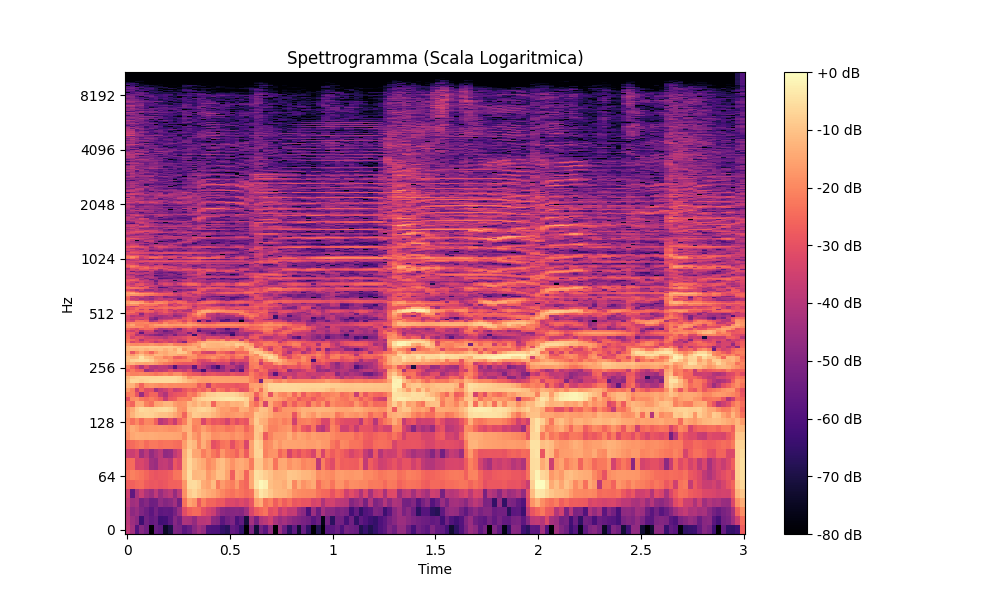 Spettrogramma (Scala Logaritmica)
Hz
8192
4096
2048
1024
512
256
128
64
0
0 0.5 1 1.5 2 2.5 3
Time
+0 dB
-10 dB
-20 dB
-30 dB
-40 dB
-50 dB
-60 dB
-70 dB
-80 dB